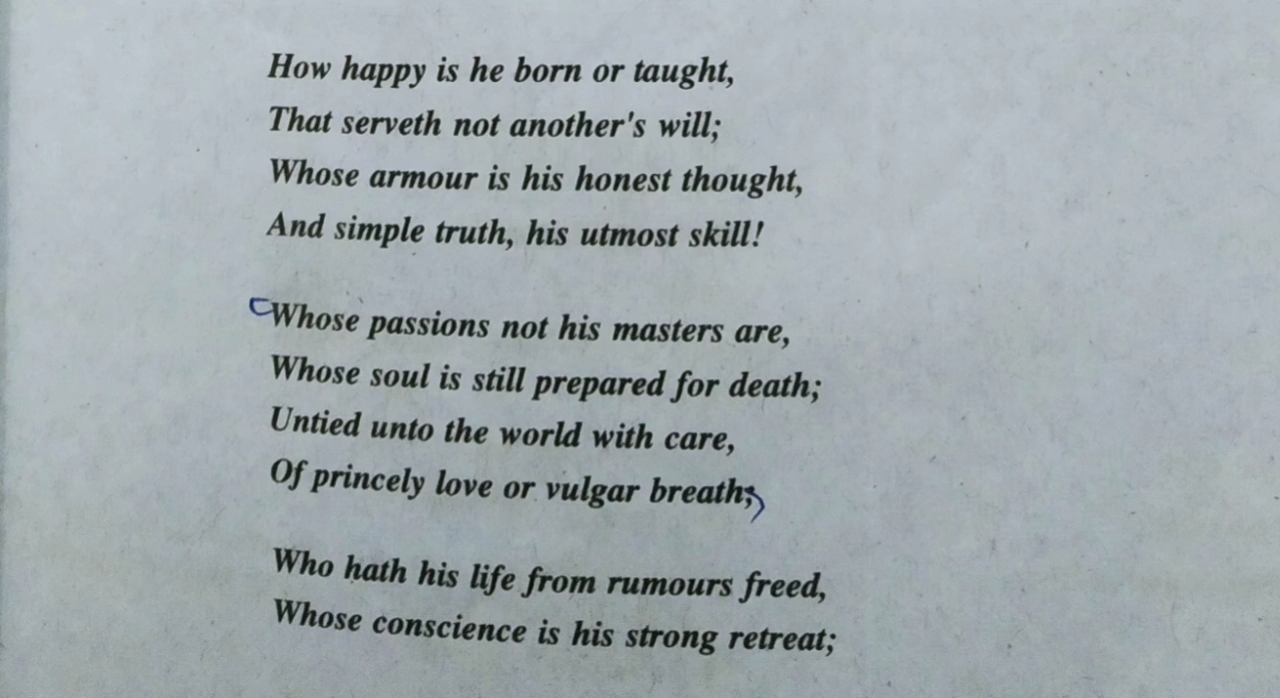 How happy is he born or taught,
That serveth not another's will;
Whose armour is his honest thought,
And simple truth, his utmost skill!
Whose passions not his masters are,
Whose soul is still prepared for death;
Untied unto the world with care,
Of princely love or vulgar breath;
Who hath his life from rumours freed,
Whose conscience is his strong retreat;